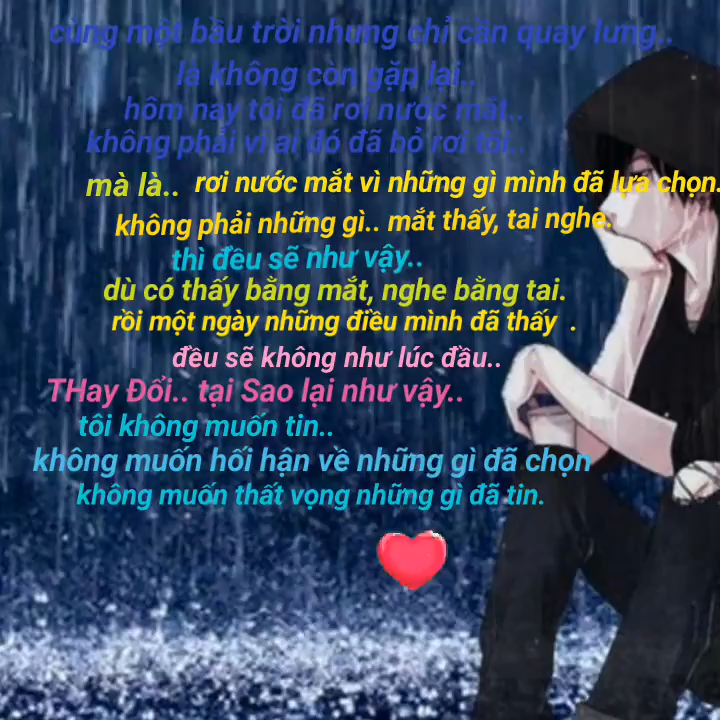 cùng một bầu trời nhưng chỉ cần quay lưng..
là không còn gặp lại..
hôm nay tôi đã rơi nước mắt..
không phải vì ai đó đã bỏ rơi tôi..
mà là.. rơi nước mắt vì những gì mình đã lựa chọn.
không phải những gì.. mắt thấy, tai nghe.
thì đều sẽ như vậy..
dù có thấy bằng mắt, nghe bằng tai.
rồi một ngày những điều mình đã thấy .
đều sẽ không như lúc đầu..
THay Đổi.. tại Sao lại như vậy..
tôi không muốn tin..
không muốn hối hận về những gì đã chọn
không muốn thất vọng những gì đã tin.